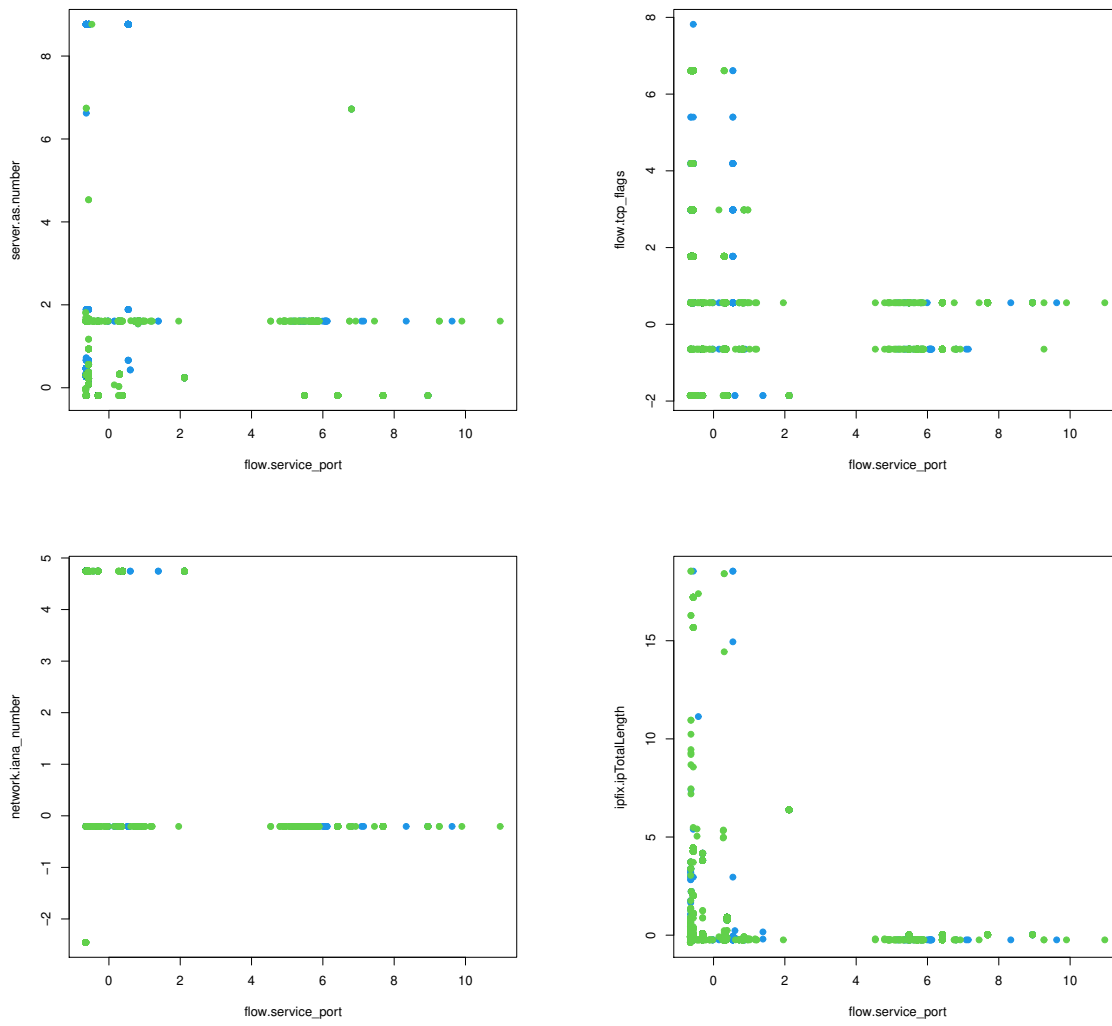 server.as.number
8
6
4
2
0
0 2 4 6 8 10
flow.service_port
flow.tcp_flags
8
6
4
2
0
−2
0 2 4 6 8 10
flow.service_port
network.iana_number
5
4
3
2
1
0
−1
−2
0 2 4 6 8 10
flow.service_port
ipfix.ipTotalLength
15
10
5
0
0 2 4 6 8 10
flow.service_port